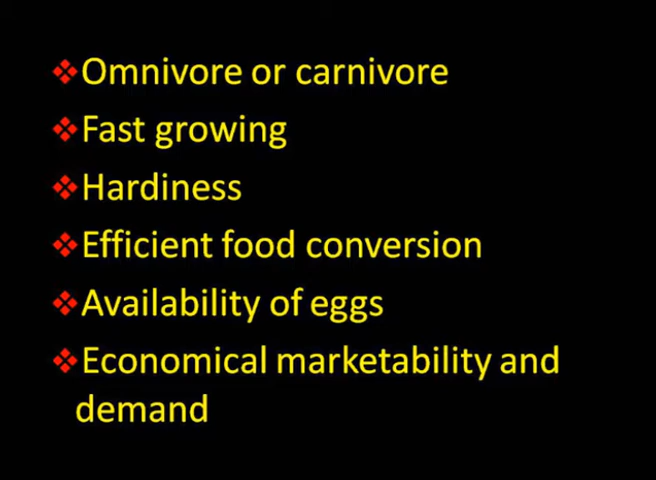 ❖Omnivore or carnivore
❖Fast growing
❖Hardiness
❖Efficient food conversion
❖Availability of eggs
❖Economical marketability and
demand